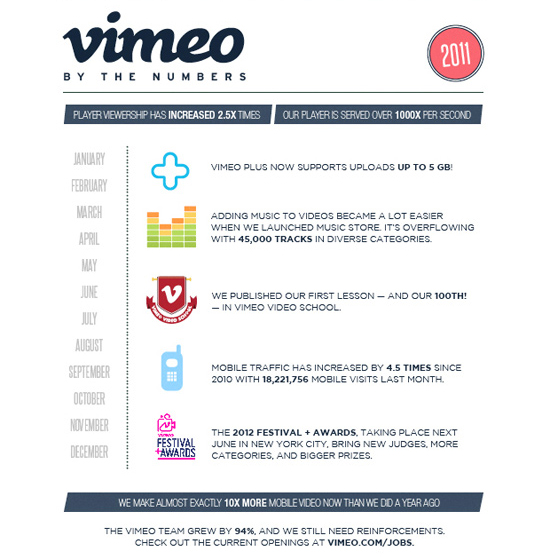 vimeo
BY THE NUMBERS
2011
PLAYER VIEWERSHIP HAS INCREASED 2.5X TIMES
OUR PLAYER IS SERVED OVER 1000X PER SECOND
JANUARY
FEBRUARY
MARCH
APRIL
MAY
JUNE
JULY
AUGUST
SEPTEMBER
OCTOBER
NOVEMBER
DECEMBER
VIMEO PLUS NOW SUPPORTS UPLOADS UP TO 5 GB!
ADDING MUSIC TO VIDEOS BECAME A LOT EASIER
WHEN WE LAUNCHED MUSIC STORE. IT'S OVERFLOWING
WITH 45,000 TRACKS IN DIVERSE CATEGORIES.
V
VIMEO VIDEO SCHOOL
WE PUBLISHED OUR FIRST LESSON — AND OUR 100TH!
— IN VIMEO VIDEO SCHOOL.
MOBILE TRAFFIC HAS INCREASED BY 4.5 TIMES SINCE
2010 WITH 18,221,756 MOBILE VISITS LAST MONTH.
VIMEO
FESTIVAL
+AWARDS
THE 2012 FESTIVAL + AWARDS, TAKING PLACE NEXT
JUNE IN NEW YORK CITY, BRING NEW JUDGES, MORE
CATEGORIES, AND BIGGER PRIZES.
WE MAKE ALMOST EXACTLY 10X MORE MOBILE VIDEO NOW THAN WE DID A YEAR AGO
THE VIMEO TEAM GREW BY 94%, AND WE STILL NEED REINFORCEMENTS.
CHECK OUT THE CURRENT OPENINGS AT VIMEO.COM/JOBS.